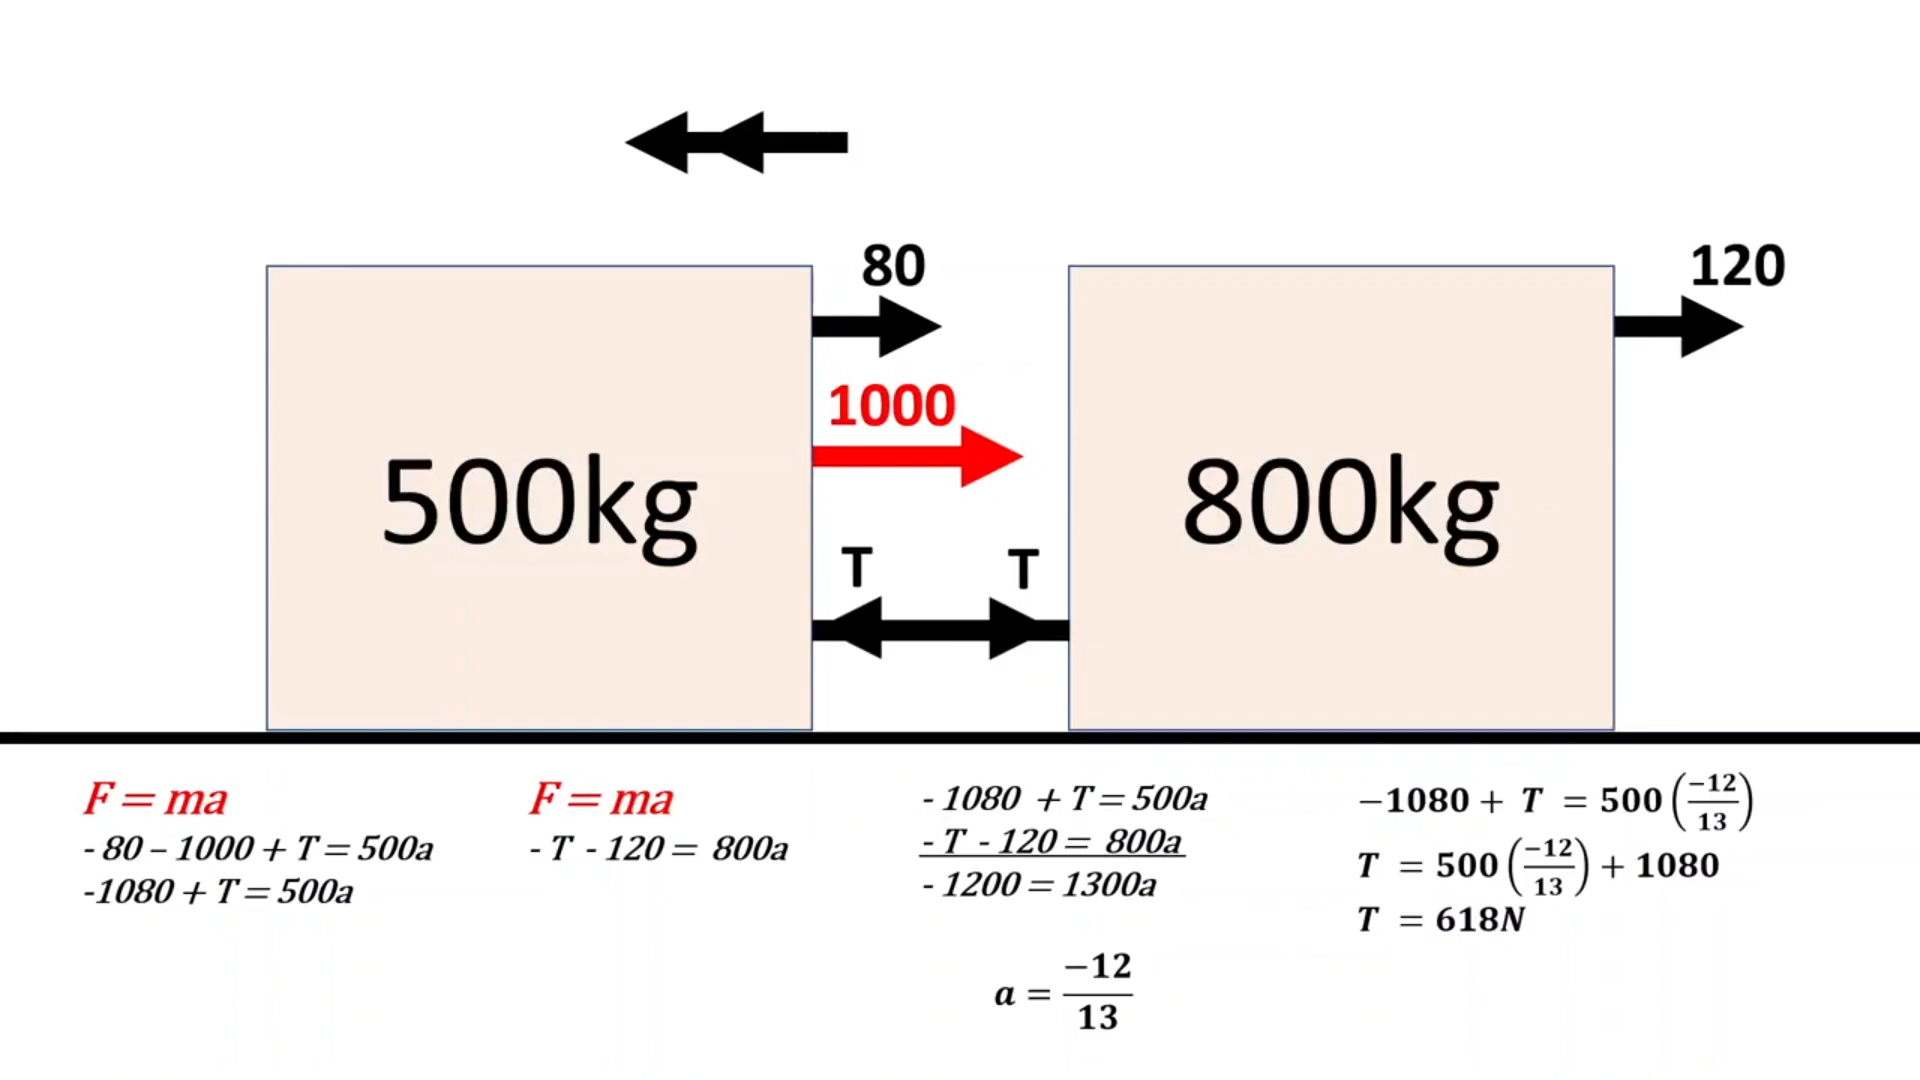 80
120
1000
500kg
800kg
T T
F = ma
- 80 – 1000 + T = 500a
-1080 + T = 500a
F = ma
- T - 120 = 800a
- 1080 + T = 500a
- T - 120 = 800a
- 1200 = 1300a
a = −12/13
−1080 + T = 500(−12/13)
T = 500(−12/13) + 1080
T = 618N